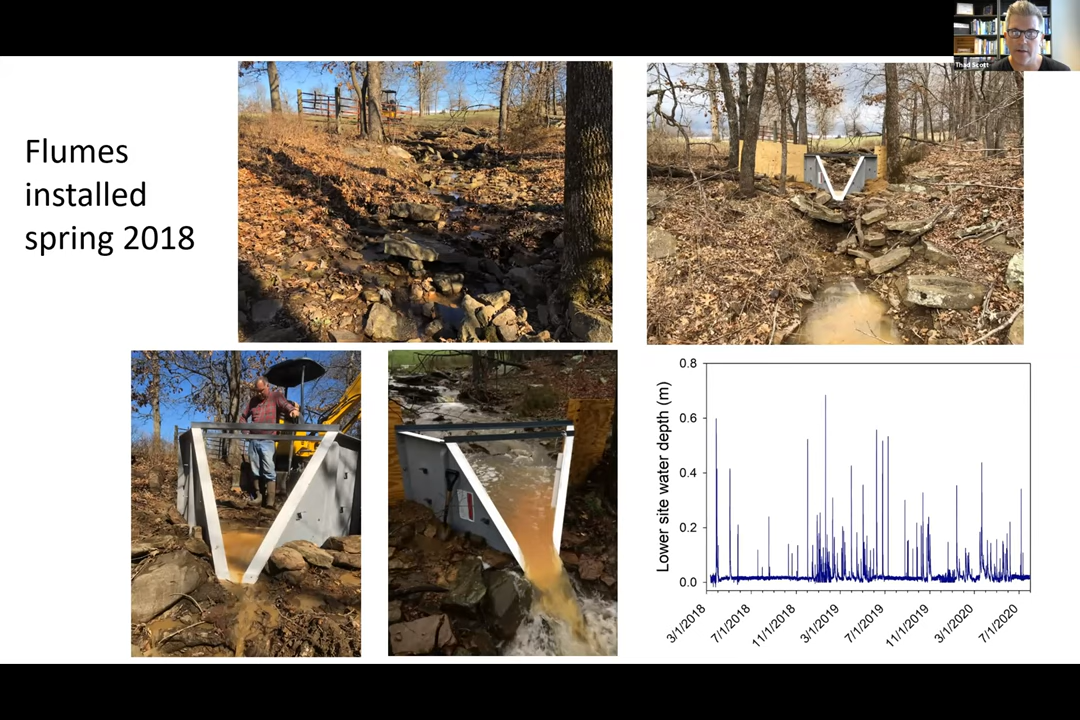 Thad Scott
Flumes
installed
spring 2018
Lower site water depth (m)
0.8
0.6
0.4
0.2
0.0
3/1/2018
7/1/2018
11/1/2018
3/1/2019
7/1/2019
11/1/2019
3/1/2020
7/1/2020